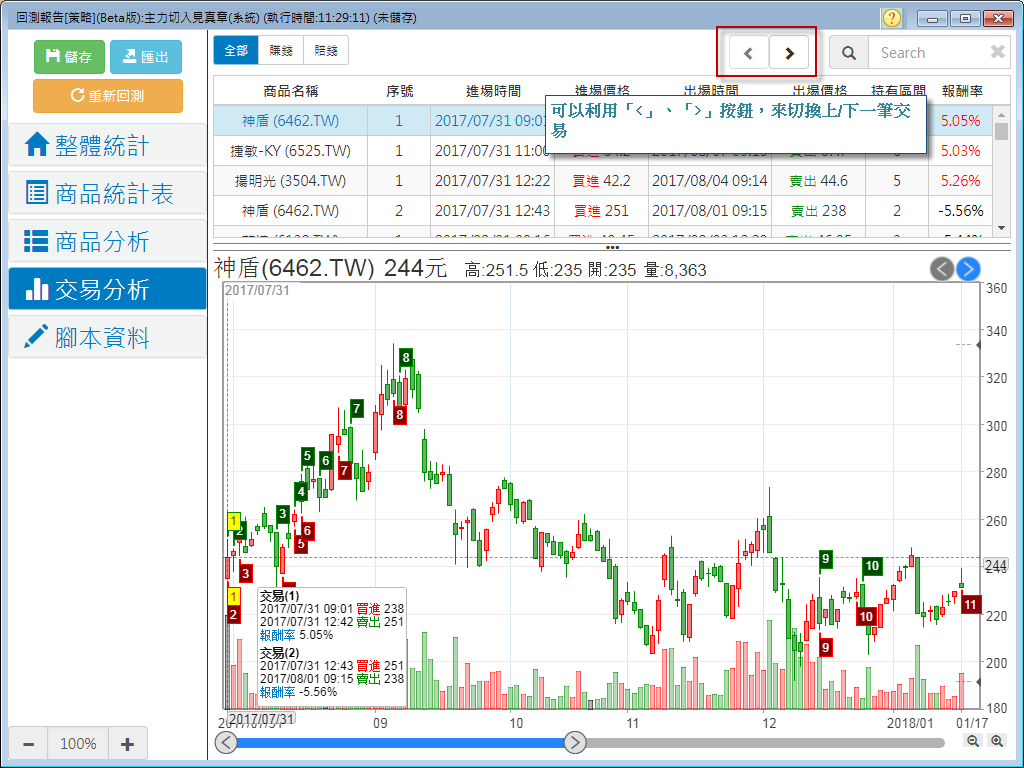 回測報告[策略](Beta版):主力切入見真章(系統) (執行時間:11:29:11) (未儲存)
儲存 匯出
重新回測
整體統計
商品統計表
商品分析
交易分析
腳本資料
全部 賺錢 賠錢
Search
商品名稱 序號 進場時間 進場價格 出場時間 出場價格 持有區間 報酬率
可以利用「<」、「>」按鈕，來切換上/下一筆交
易
神盾 (6462.TW) 1 2017/07/31 09:01 5.05%
捷敏-KY (6525.TW) 1 2017/07/31 11:00 5.03%
揚明光 (3504.TW) 1 2017/07/31 12:22 買進 42.2 2017/08/04 09:14 賣出 44.6 5 5.26%
神盾 (6462.TW) 2 2017/07/31 12:43 買進 251 2017/08/01 09:15 賣出 238 2 -5.56%
神盾(6462.TW) 244元 高:251.5 低:235 開:235 量:8,363
2017/07/31
360
340
320
300
280
260
244
220
200
180
8
8
7
7
5
6
4
3
6
5
1
2
3
1
2
9
10
10
11
9
交易(1)
2017/07/31 09:01 買進 238
2017/07/31 12:42 賣出 251
報酬率 5.05%
交易(2)
2017/07/31 12:43 買進 251
2017/08/01 09:15 賣出 238
報酬率 -5.56%
2017/07/31 09 10 11 12 2018/01 01/17
100%